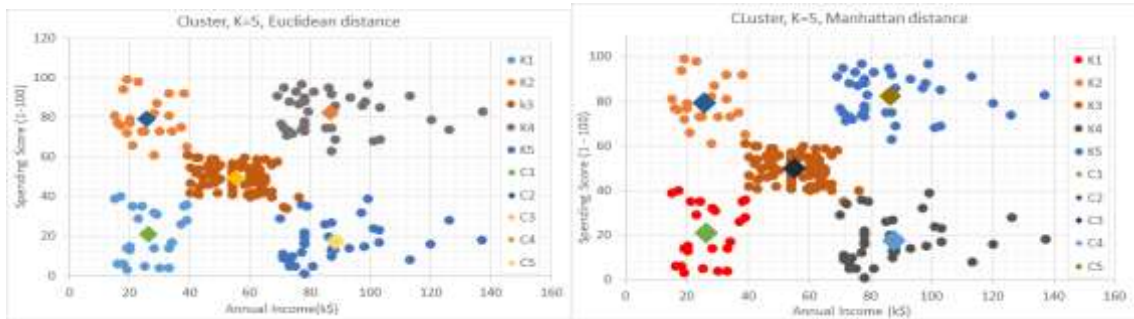 Cluster, K=5, Euclidean distance
Spending Score (1-100)
120
100
80
60
40
20
0
0 20 40 60 80 100 120 140 160
Annual Income(k$)
K1
K2
k3
K4
K5
C1
C2
C3
C4
C5
CLuster, K=5, Manhattan distance
Spending Score (1 - 100)
100
80
60
40
20
0
0 20 40 60 80 100 120 140 160
Annual Income (k$)
K1
K2
K3
K4
K5
C1
C2
C3
C4
C5